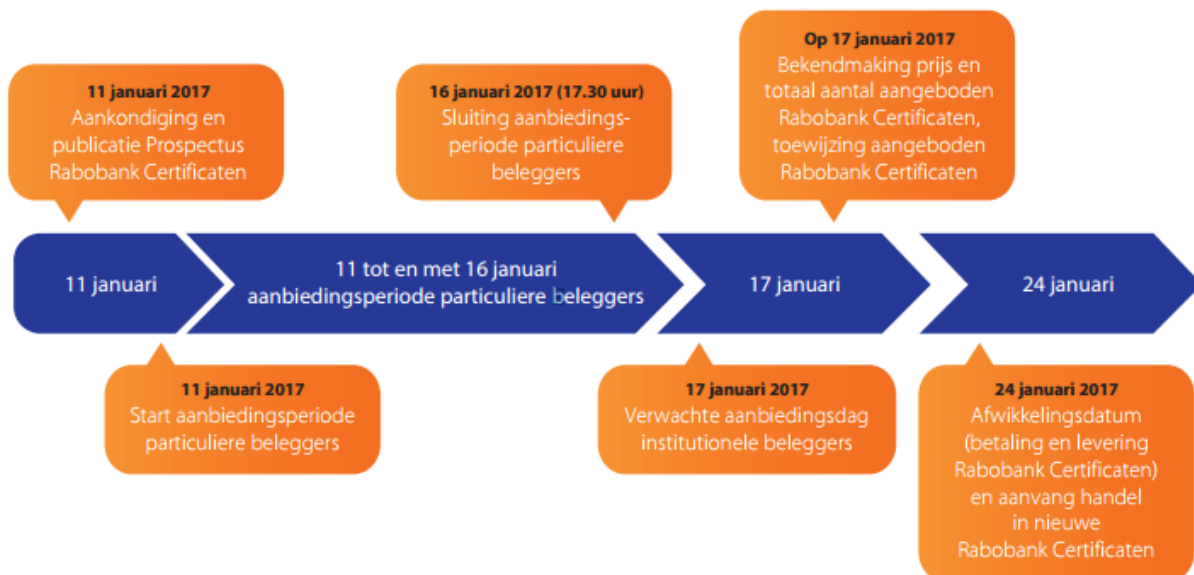 11 januari 2017
Aankondiging en
publicatie Prospectus
Rabobank Certificaten
16 januari 2017 (17.30 uur)
Sluiting aanbiedings-
periode particuliere
beleggers
Op 17 januari 2017
Bekendmaking prijs en
totaal aantal aangeboden
Rabobank Certificaten,
toewijzing aangeboden
Rabobank Certificaten
11 januari
11 tot en met 16 januari
aanbiedingsperiode particuliere beleggers
17 januari
24 januari
11 januari 2017
Start aanbiedingsperiode
particuliere beleggers
17 januari 2017
Verwachte aanbiedingsdag
institutionele beleggers
24 januari 2017
Afwikkelingsdatum
(betaling en levering
Rabobank Certificaten)
en aanvang handel
in nieuwe
Rabobank Certificaten